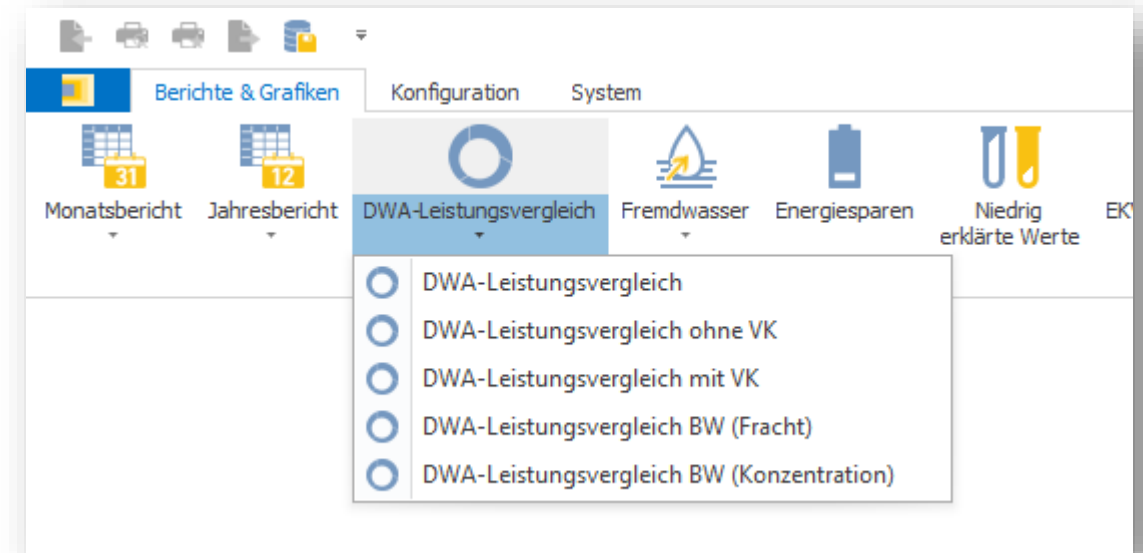 Berichte & Grafiken Konfiguration System
31 12
Monatsbericht Jahresbericht DWA-Leistungsvergleich Fremdwasser Energiesparen Niedrig
erklärte Werte
DWA-Leistungsvergleich
DWA-Leistungsvergleich ohne VK
DWA-Leistungsvergleich mit VK
DWA-Leistungsvergleich BW (Fracht)
DWA-Leistungsvergleich BW (Konzentration)